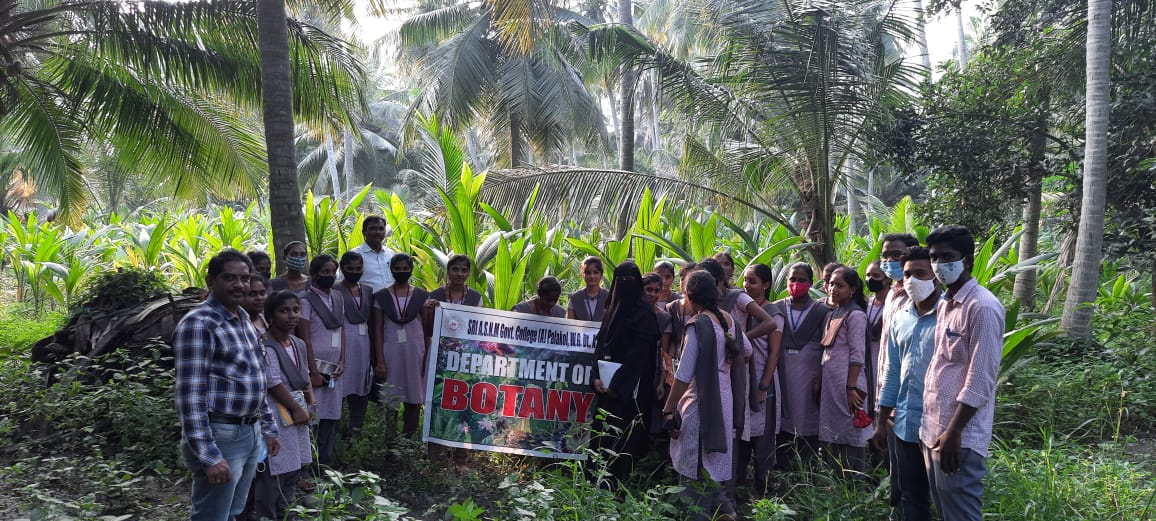 SRI A.S.N.M Govt. College (A) Palakol, W.G. Dt.,
DEPARTMENT OF
BOTANY